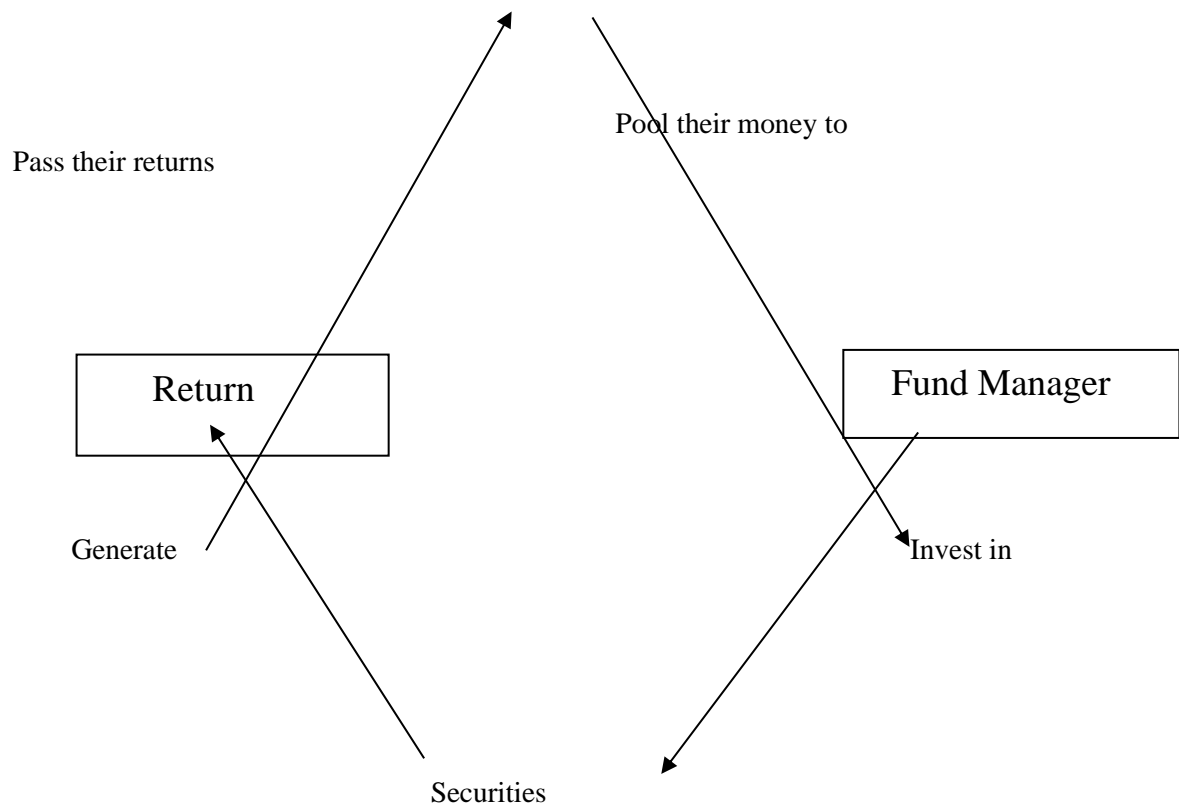 Pool their money to
Pass their returns
Return
Fund Manager
Generate
Invest in
Securities